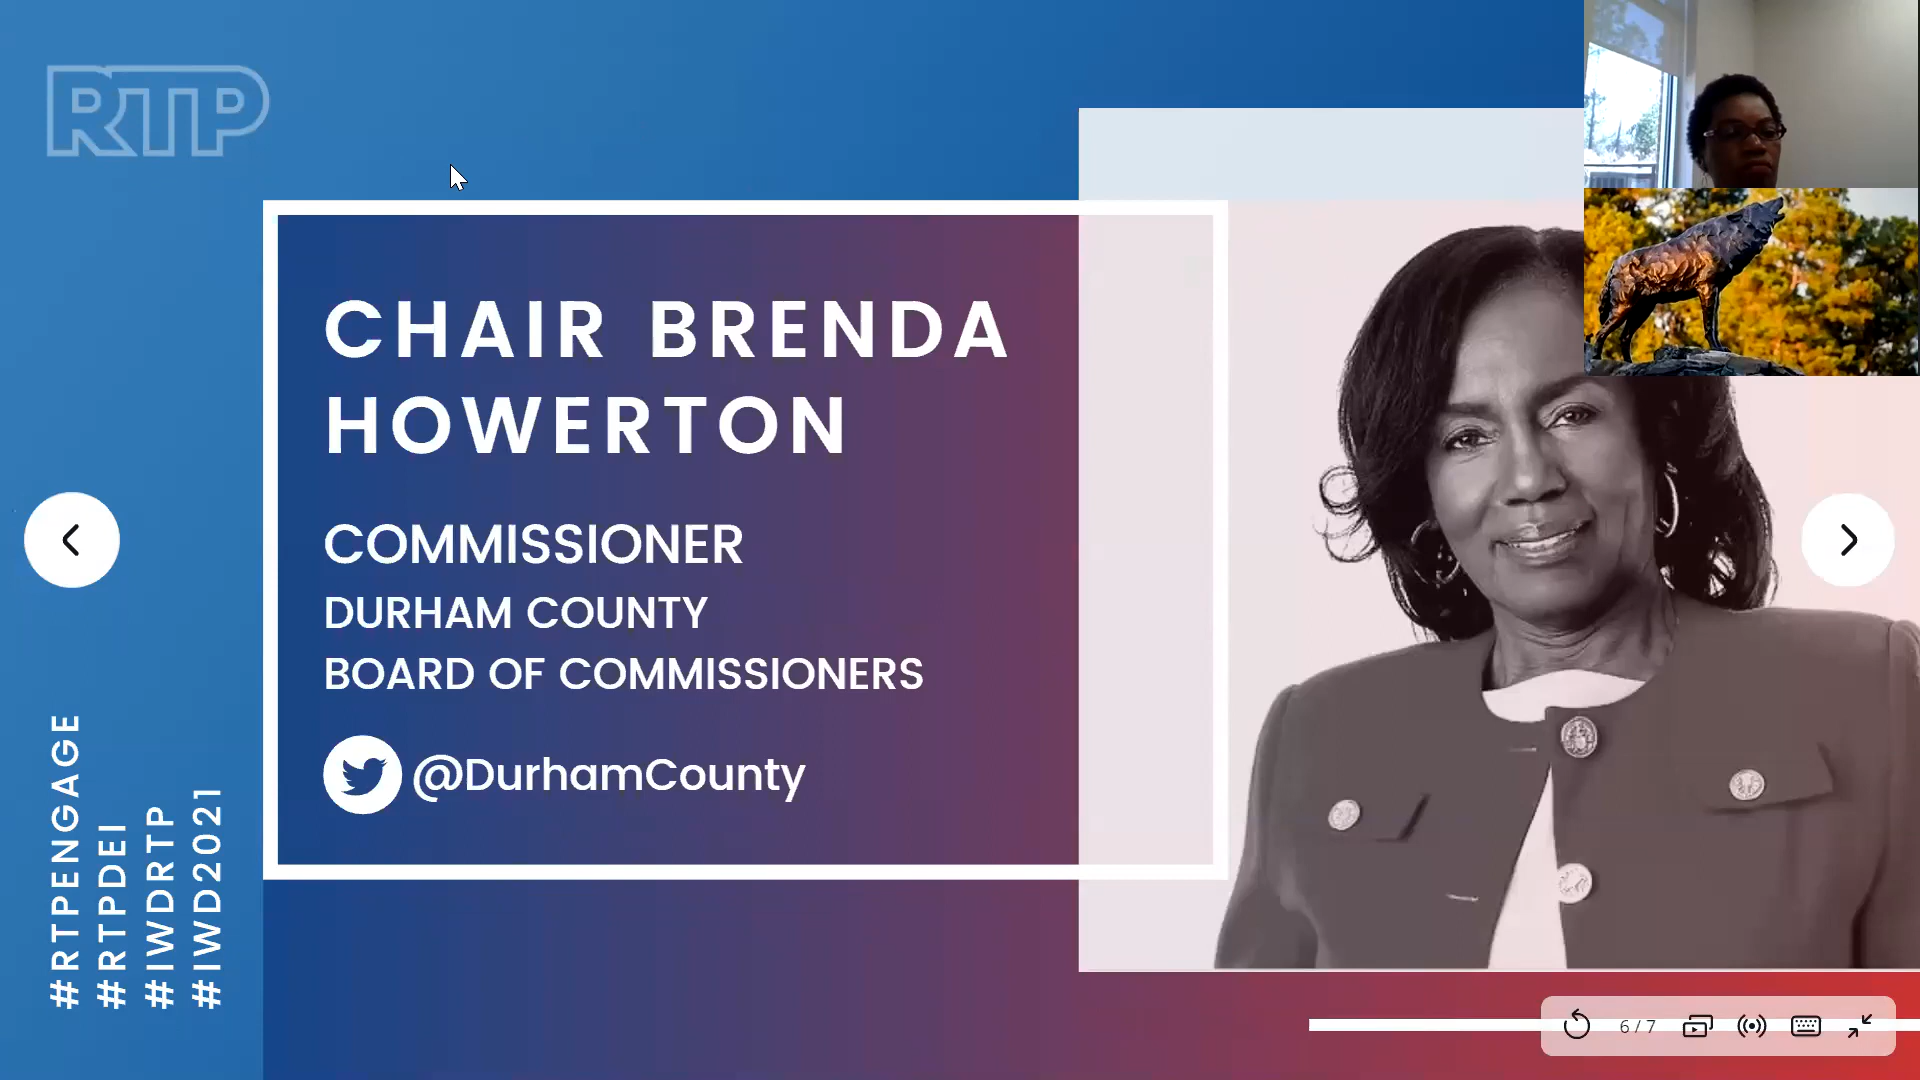 RTP
CHAIR BRENDA
HOWERTON
COMMISSIONER
DURHAM COUNTY
BOARD OF COMMISSIONERS
@DurhamCounty
#RTPENGAGE
#RTPDEI
#IWDRTP
#IWD2021
6 / 7